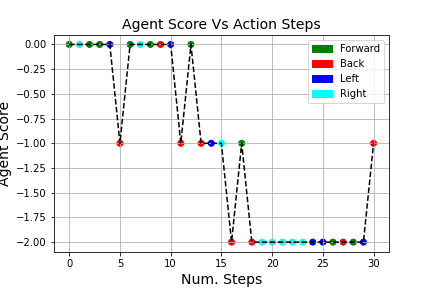 Agent Score Vs Action Steps
Agent Score
0.00
−0.25
−0.50
−0.75
−1.00
−1.25
−1.50
−1.75
−2.00
Forward
Back
Left
Right
0 5 10 15 20 25 30
Num. Steps